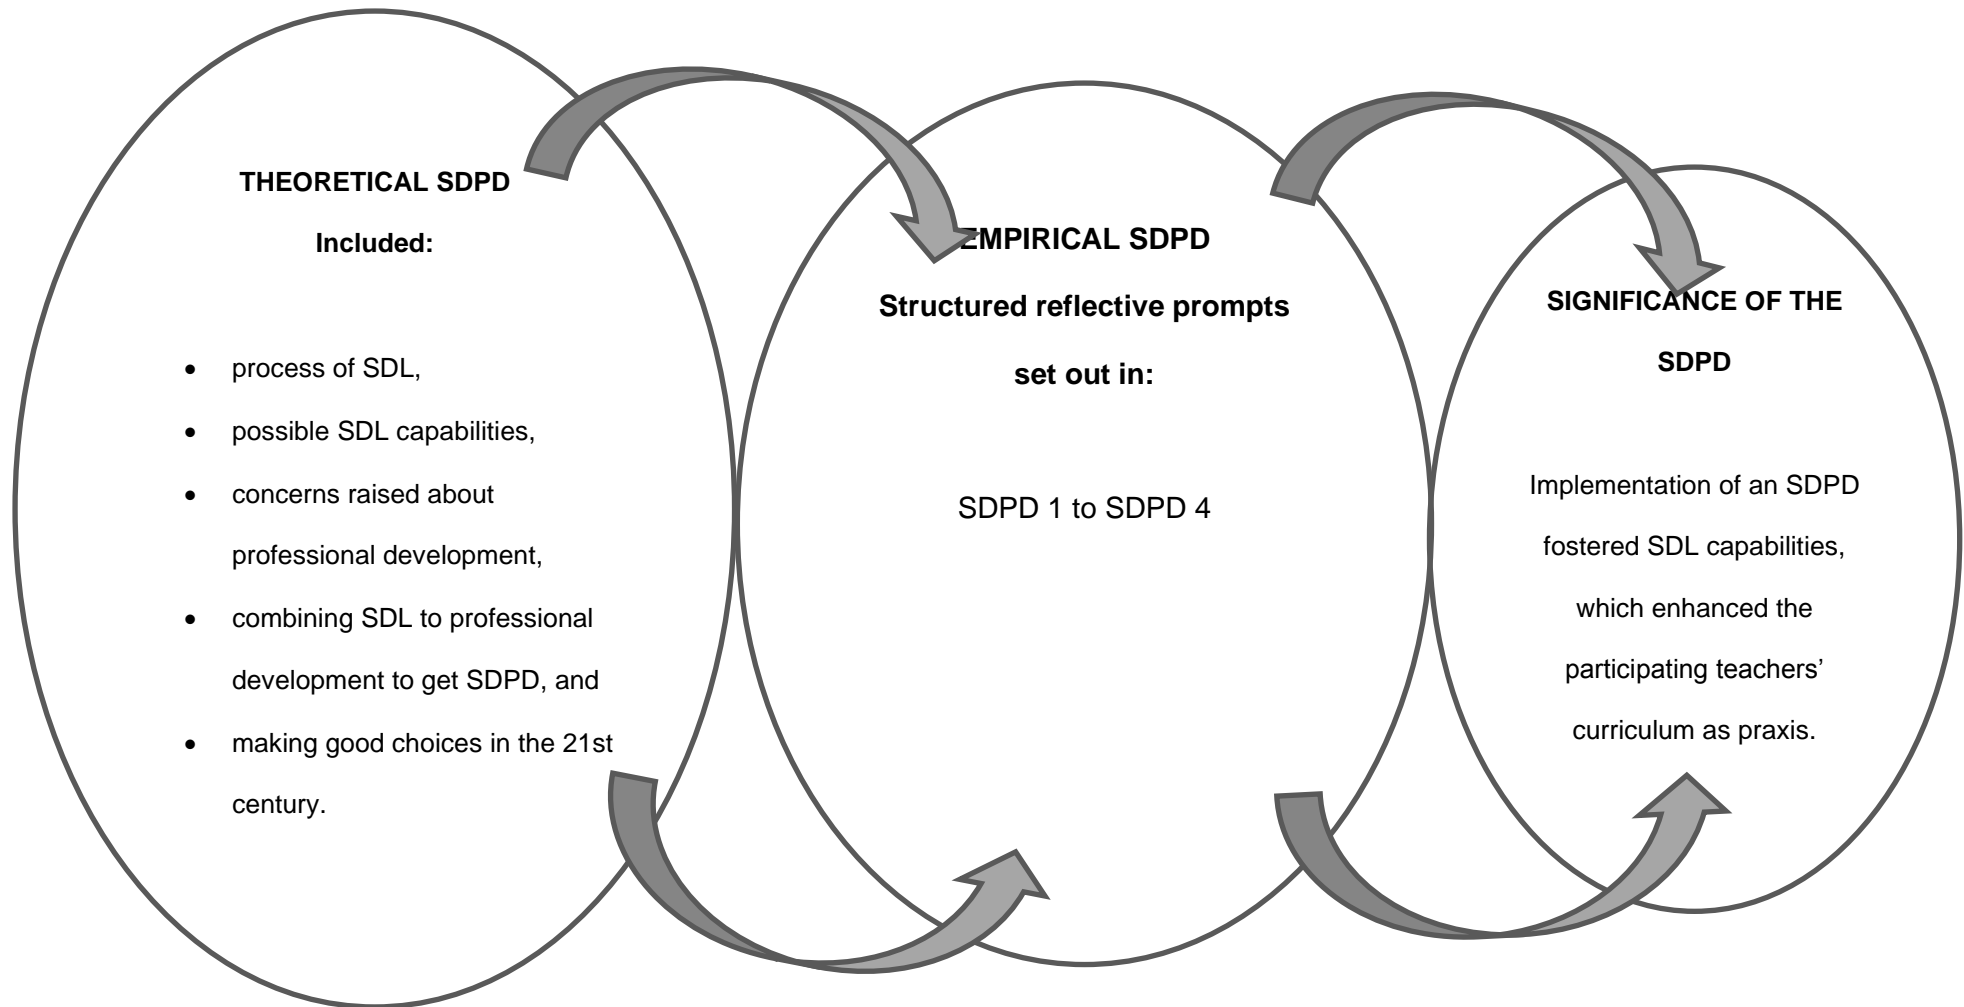 THEORETICAL SDPD
Included:
• process of SDL,
• possible SDL capabilities,
• concerns raised about
professional development,
• combining SDL to professional
development to get SDPD, and
• making good choices in the 21st
century.
EMPIRICAL SDPD
Structured reflective prompts
set out in:
SDPD 1 to SDPD 4
SIGNIFICANCE OF THE
SDPD
Implementation of an SDPD
fostered SDL capabilities,
which enhanced the
participating teachers’
curriculum as praxis.